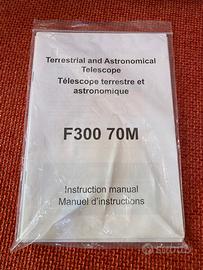 Terrestrial and Astronomical
Telescope
Télescope terrestre et
astronomique
F300 70M
Instruction manual
Manuel d'instructions